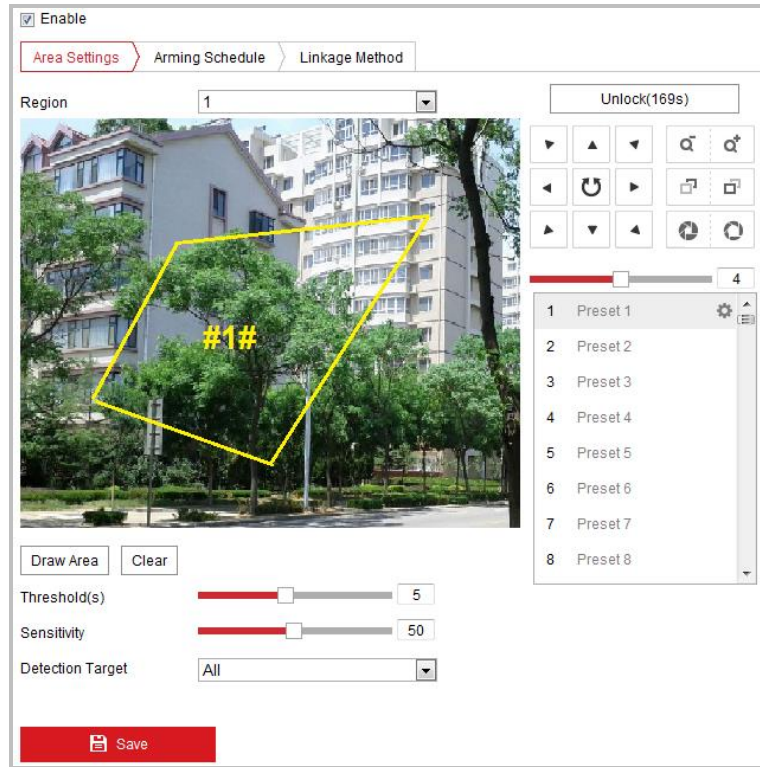 Enable
Area Settings Arming Schedule Linkage Method
Region 1
Unlock(169s)
#1#
4
1 Preset 1
2 Preset 2
3 Preset 3
4 Preset 4
5 Preset 5
6 Preset 6
7 Preset 7
8 Preset 8
Draw Area Clear
Threshold(s) 5
Sensitivity 50
Detection Target All
Save